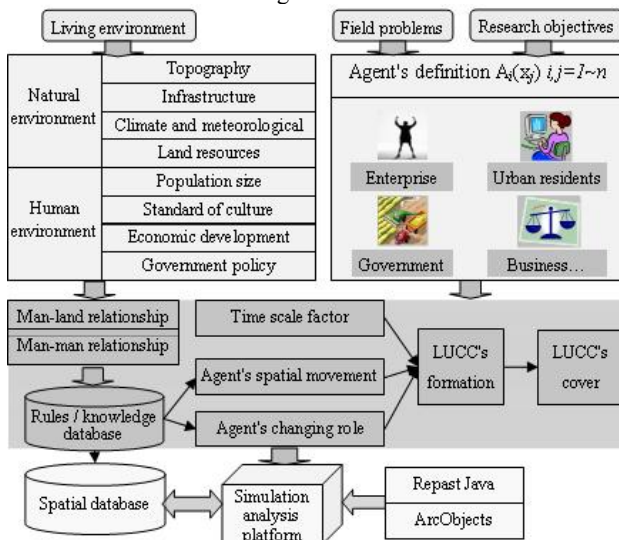 Living environment
Field problems
Research objectives
Natural
environment
Topography
Infrastructure
Climate and meteorological
Land resources
Human
environment
Population size
Standard of culture
Economic development
Government policy
Agent's definition Ai(xj) i,j=1~n
Enterprise
Urban residents
Government
Business...
Man-land relationship
Man-man relationship
Rules / knowledge
database
Time scale factor
Agent's spatial movement
Agent's changing role
LUCC's
formation
LUCC's
cover
Spatial database
Simulation
analysis
platform
Repast Java
ArcObjects